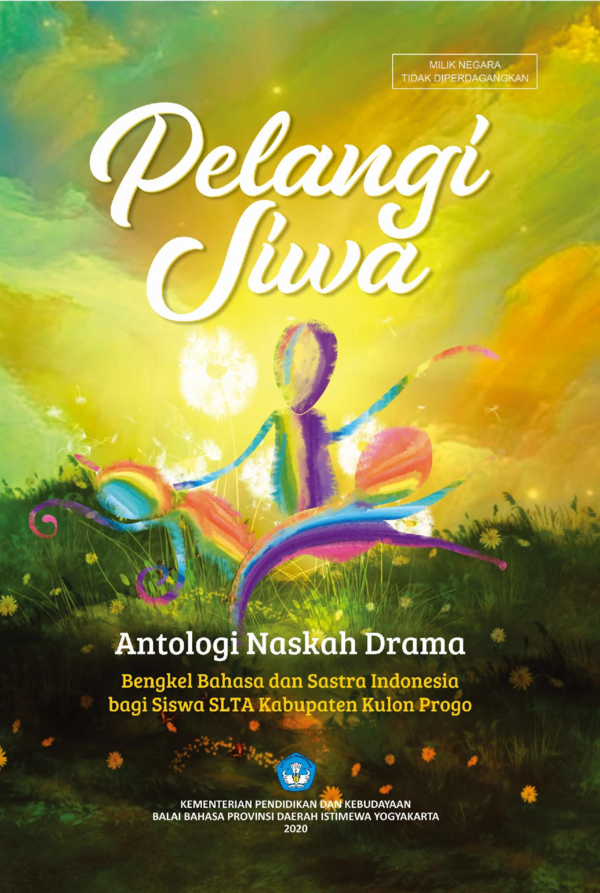 MILIK NEGARA
TIDAK DIPERDAGANGKAN
Pelangi
Siwa
Antologi Naskah Drama
Bengkel Bahasa dan Sastra Indonesia
bagi Siswa SLTA Kabupaten Kulon Progo
KEMENTERIAN PENDIDIKAN DAN KEBUDAYAAN
BALAI BAHASA PROVINSI DAERAH ISTIMEWA YOGYAKARTA
2020